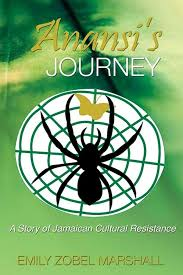 Anansi's
JOURNEY
A Story of Jamaican Cultural Resistance
EMILY ZOBEL MARSHALL